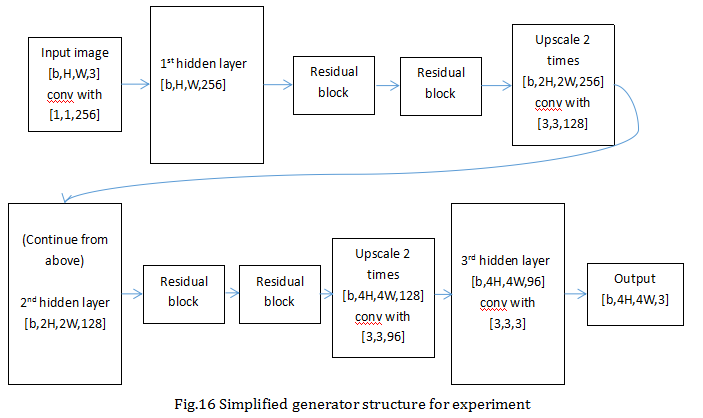 Input image
[b,H,W,3]
conv with
[1,1,256]
1st hidden layer
[b,H,W,256]
Residual
block
Residual
block
Upscale 2
times
[b,2H,2W,256]
conv with
[3,3,128]
(Continue from
above)
2nd hidden layer
[b,2H,2W,128]
Residual
block
Residual
block
Upscale 2
times
[b,4H,4W,128]
conv with
[3,3,96]
3rd hidden layer
[b,4H,4W,96]
conv with
[3,3,3]
Output
[b,4H,4W,3]
Fig.16 Simplified generator structure for experiment